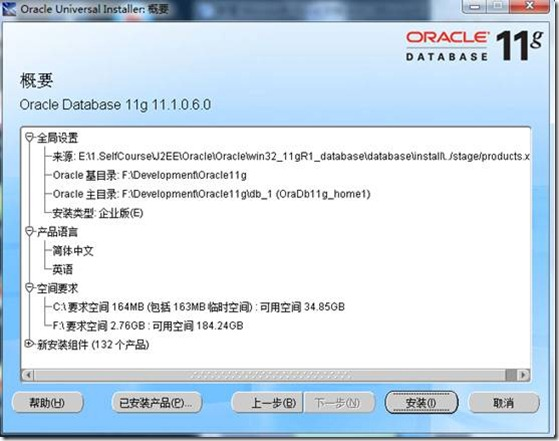 Oracle Universal Installer: 概要
ORACLE
DATABASE 11g
概要
Oracle Database 11g 11.1.0.6.0
全局设置
来源: E:\1.SelfCourse\J2EE\Oracle\Oracle\win32_11gR1_database\database\install\../stage/products.x
Oracle 基目录: F:\Development\Oracle11g
Oracle 主目录: F:\Development\Oracle11g\db_1 (OraDb11g_home1)
安装类型: 企业版(E)
产品语言
简体中文
英语
空间要求
C:\ 要求空间 164MB (包括 163MB 临时空间) : 可用空间 34.85GB
F:\ 要求空间 2.76GB : 可用空间 184.24GB
新安装组件 (132 个产品)
帮助(H) 已安装产品(P)... 上一步(B) 下一步(N) 安装(I) 取消